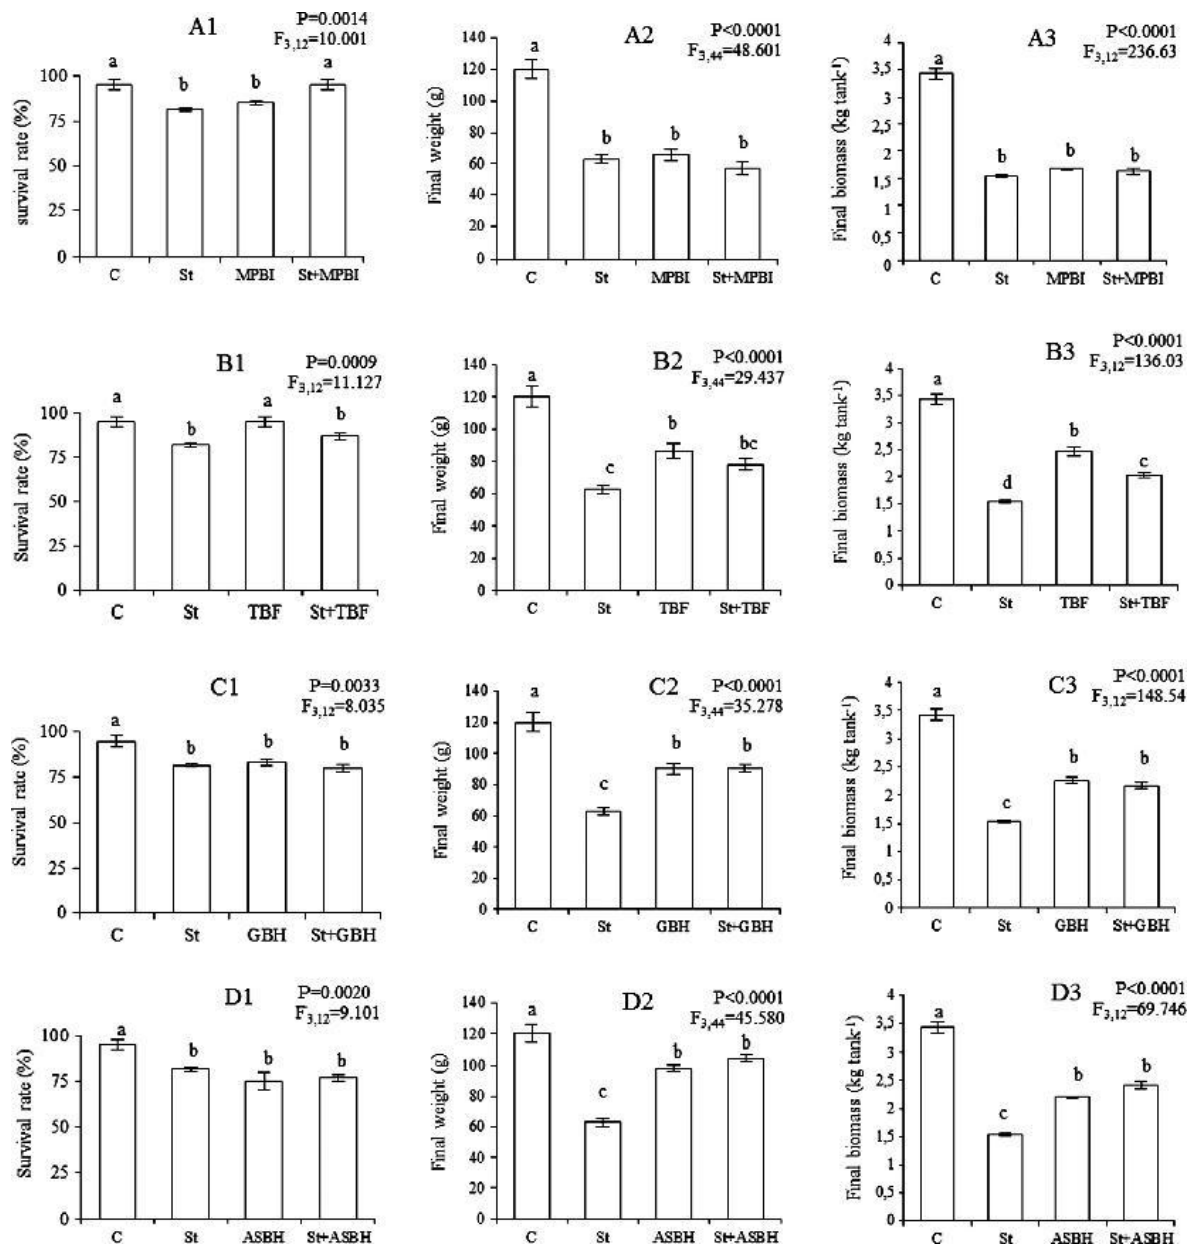 A1
P=0.0014
F3,12=10.001
survival rate (%)
100
75
50
25
0
a
b
b
a
C
St
MPBI
St+MPBI
A2
P<0.0001
F3,44=48.601
Final weight (g)
140
120
100
80
60
40
20
0
a
b
b
b
C
St
MPBI
St+MPBI
A3
P<0.0001
F3,12=236.63
Final biomass (kg tank-1)
4
3,5
3
2,5
2
1,5
1
0,5
0
a
b
b
b
C
St
MPBI
St+MPBI
B1
P=0.0009
F3,12=11.127
Survival rate (%)
100
75
50
25
0
a
b
a
b
C
St
TBF
St+TBF
B2
P<0.0001
F3,44=29.437
Final weight (g)
140
120
100
80
60
40
20
0
a
c
b
bc
C
St
TBF
St+TBF
B3
P<0.0001
F3,12=136.03
Final biomass (kg tank-1)
4
3,5
3
2,5
2
1,5
1
0,5
0
a
d
b
c
C
St
TBF
St+TBF
C1
P=0.0033
F3,12=8.035
Survival rate (%)
100
75
50
25
0
a
b
b
b
C
St
GBH
St+GBH
C2
P<0.0001
F3,44=35.278
Final weight (g)
140
120
100
80
60
40
20
0
a
c
b
b
C
St
GBH
St+GBH
C3
P<0.0001
F3,12=148.54
Final biomass (kg tank-1)
4
3,5
3
2,5
2
1,5
1
0,5
0
a
c
b
b
C
St
GBH
St+GBH
D1
P=0.0020
F3,12=9.101
Survival rate (%)
100
75
50
25
0
a
b
b
b
C
St
ASBH
St+ASBH
D2
P<0.0001
F3,44=45.580
Final weight (g)
140
120
100
80
60
40
20
0
a
c
b
b
C
St
ASBH
St+ASBH
D3
P<0.0001
F3,12=69.746
Final biomass (kg tank-1)
4
3,5
3
2,5
2
1,5
1
0,5
0
a
c
b
b
C
St
ASBH
St+ASBH